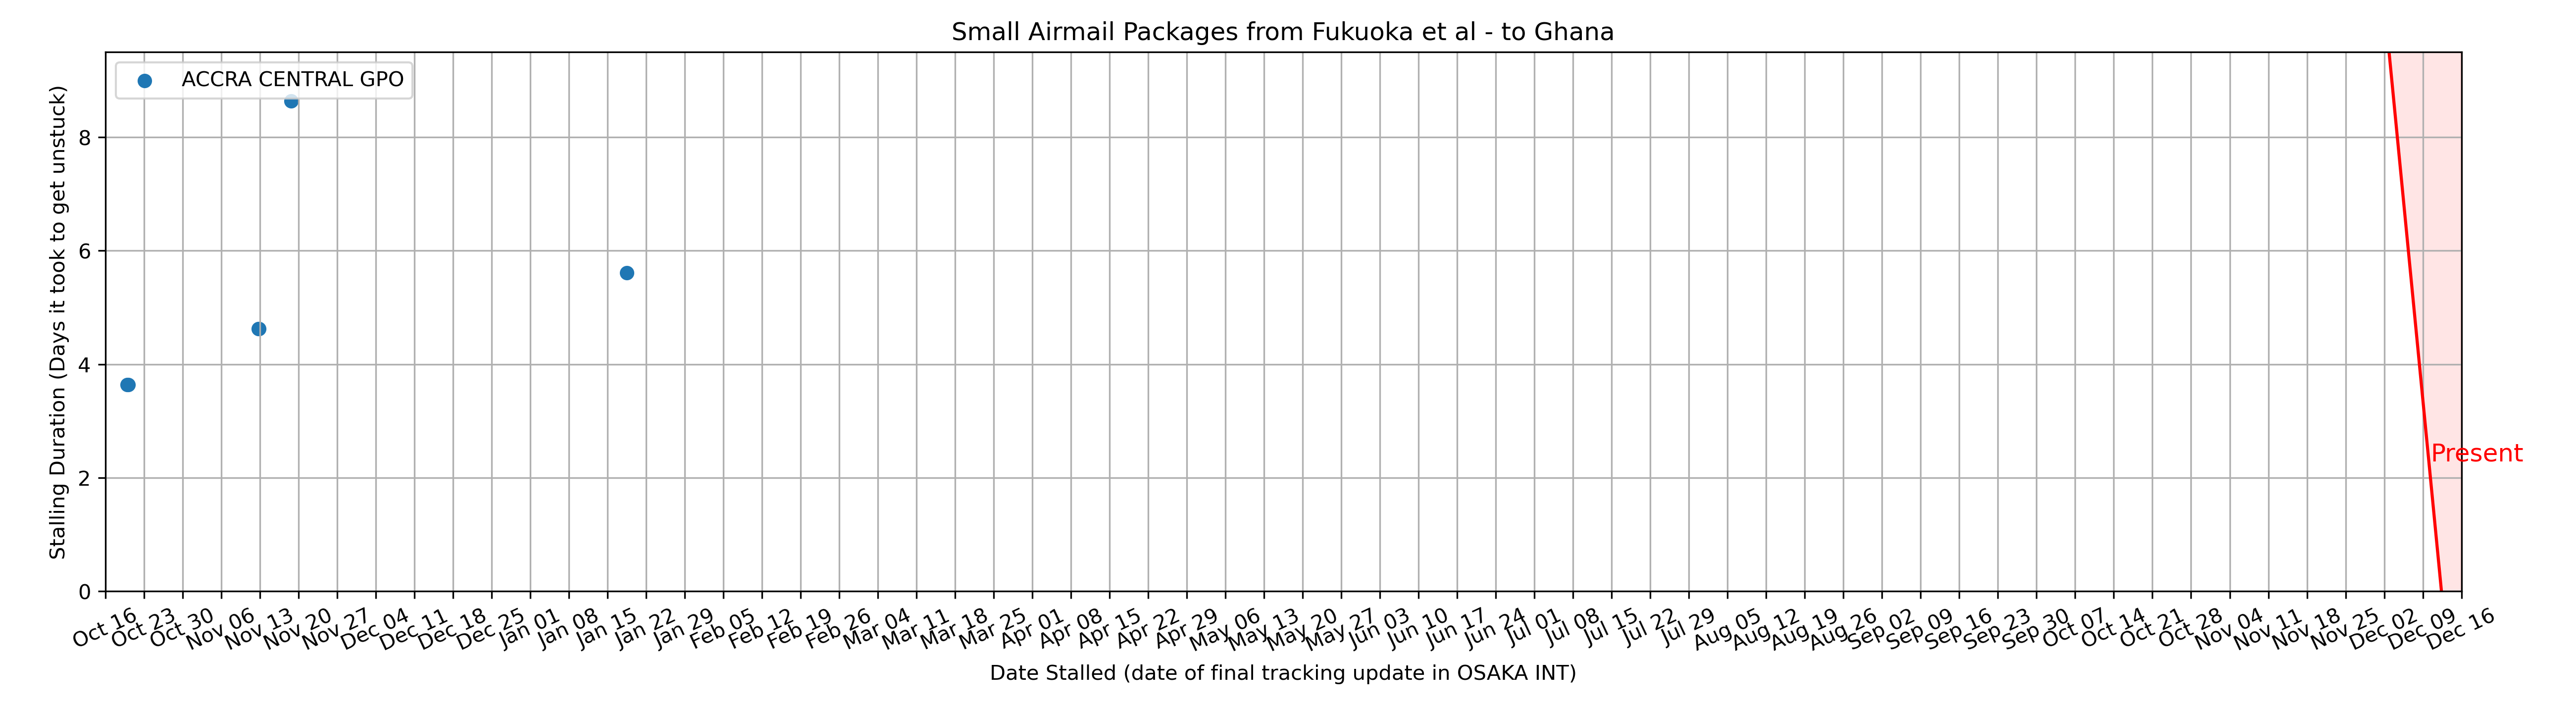 Small Airmail Packages from Fukuoka et al - to Ghana
ACCRA CENTRAL GPO
Stalling Duration (Days it took to get unstuck)
8
6
4
2
0
Present
Oct 16 Oct 23 Oct 30 Nov 06 Nov 13 Nov 20 Nov 27 Dec 04 Dec 11 Dec 18 Dec 25 Jan 01 Jan 08 Jan 15 Jan 22 Jan 29 Feb 05 Feb 12 Feb 19 Feb 26 Mar 04 Mar 11 Mar 18 Mar 25 Apr 01 Apr 08 Apr 15 Apr 22 Apr 29 May 06 May 13 May 20 May 27 Jun 03 Jun 10 Jun 17 Jun 24 Jul 01 Jul 08 Jul 15 Jul 22 Jul 29 Aug 05 Aug 12 Aug 19 Aug 26 Sep 02 Sep 09 Sep 16 Sep 23 Sep 30 Oct 07 Oct 14 Oct 21 Oct 28 Nov 04 Nov 11 Nov 18 Nov 25 Dec 02 Dec 09 Dec 16
Date Stalled (date of final tracking update in OSAKA INT)